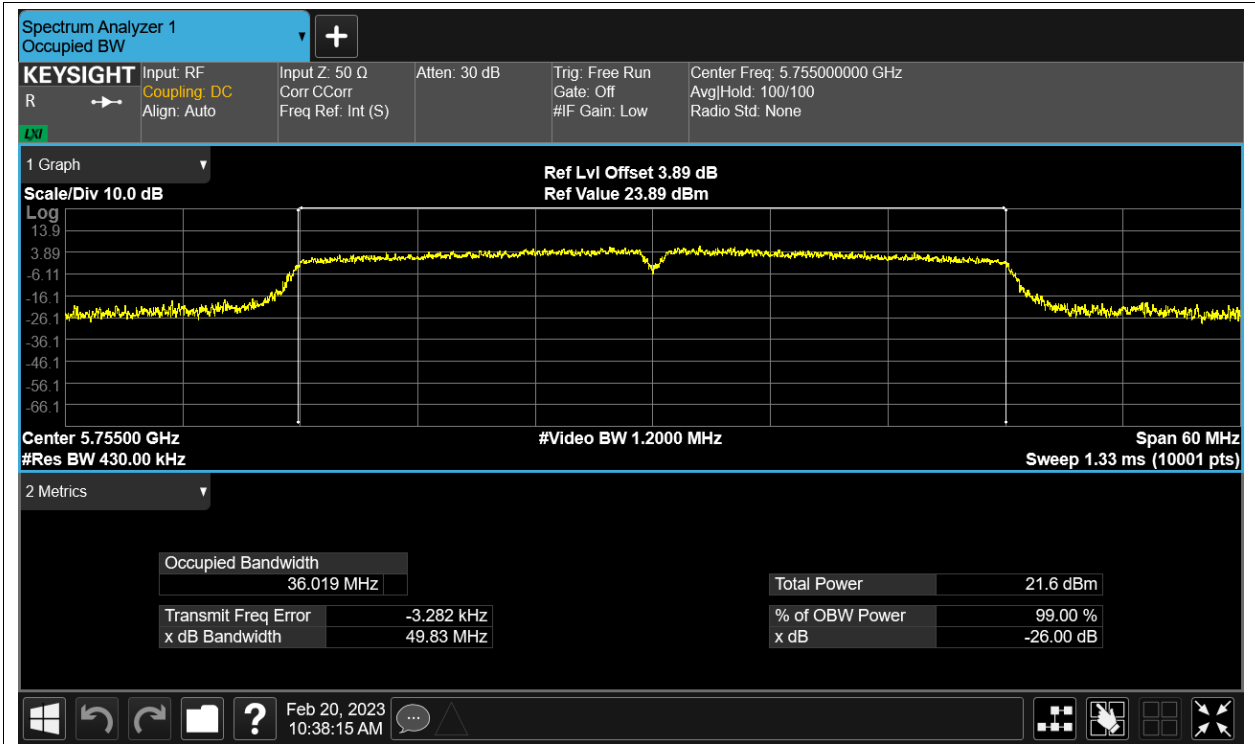 Spectrum Analyzer 1
Occupied BW
KEYSIGHT
R
LXI
Input: RF
Coupling: DC
Align: Auto
Input Z: 50 Ω
Corr CCorr
Freq Ref: Int (S)
Atten: 30 dB
Trig: Free Run
Gate: Off
#IF Gain: Low
Center Freq: 5.755000000 GHz
Avg|Hold: 100/100
Radio Std: None
1 Graph
Scale/Div 10.0 dB
Ref Lvl Offset 3.89 dB
Ref Value 23.89 dBm
Log
13.9
3.89
-6.11
-16.1
-26.1
-36.1
-46.1
-56.1
-66.1
Center 5.75500 GHz
#Video BW 1.2000 MHz
Span 60 MHz
#Res BW 430.00 kHz
Sweep 1.33 ms (10001 pts)
2 Metrics
Occupied Bandwidth
36.019 MHz
Total Power 21.6 dBm
Transmit Freq Error -3.282 kHz
% of OBW Power 99.00 %
x dB Bandwidth 49.83 MHz
x dB -26.00 dB
?
Feb 20, 2023
10:38:15 AM